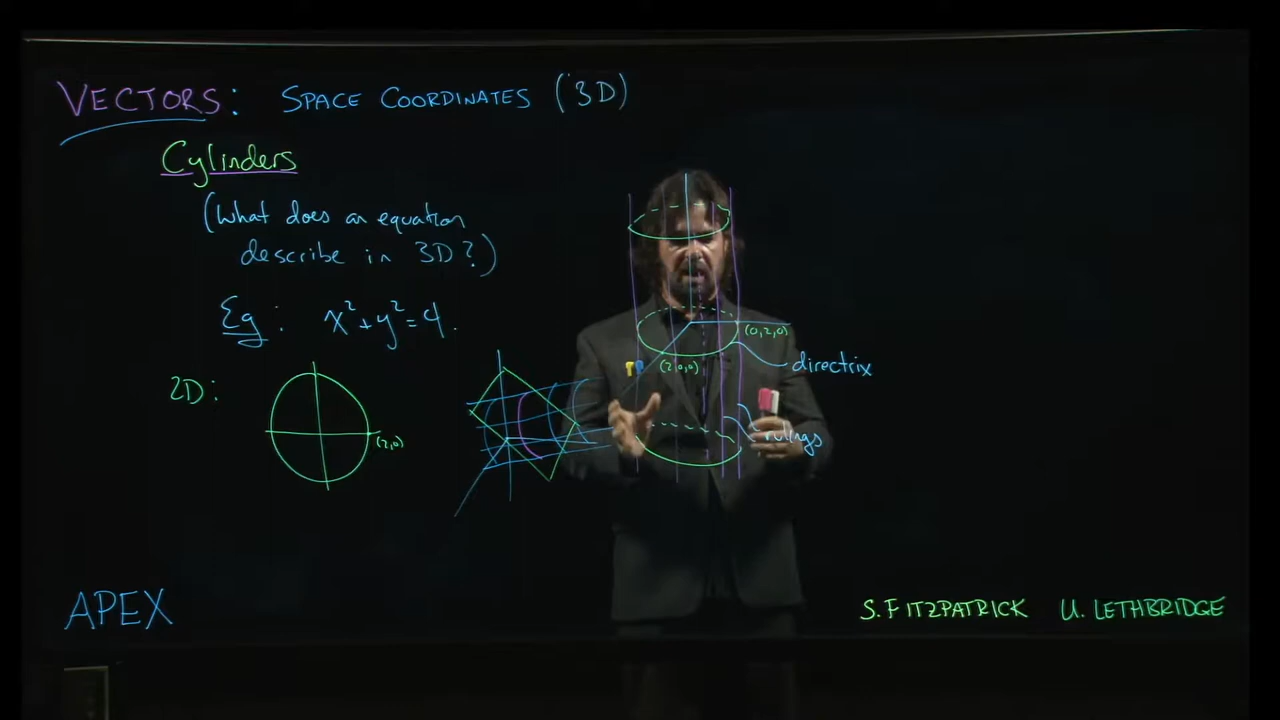 VECTORS: SPACE COORDINATES (3D)
Cylinders
(What does an equation
describe in 3D?)
Eg: x²+y²=4.
2D:
(2,0)
(0,2,0)
(2,0,0)
directrix
rulings
APEX
S. FITZPATRICK U. LETHBRIDGE